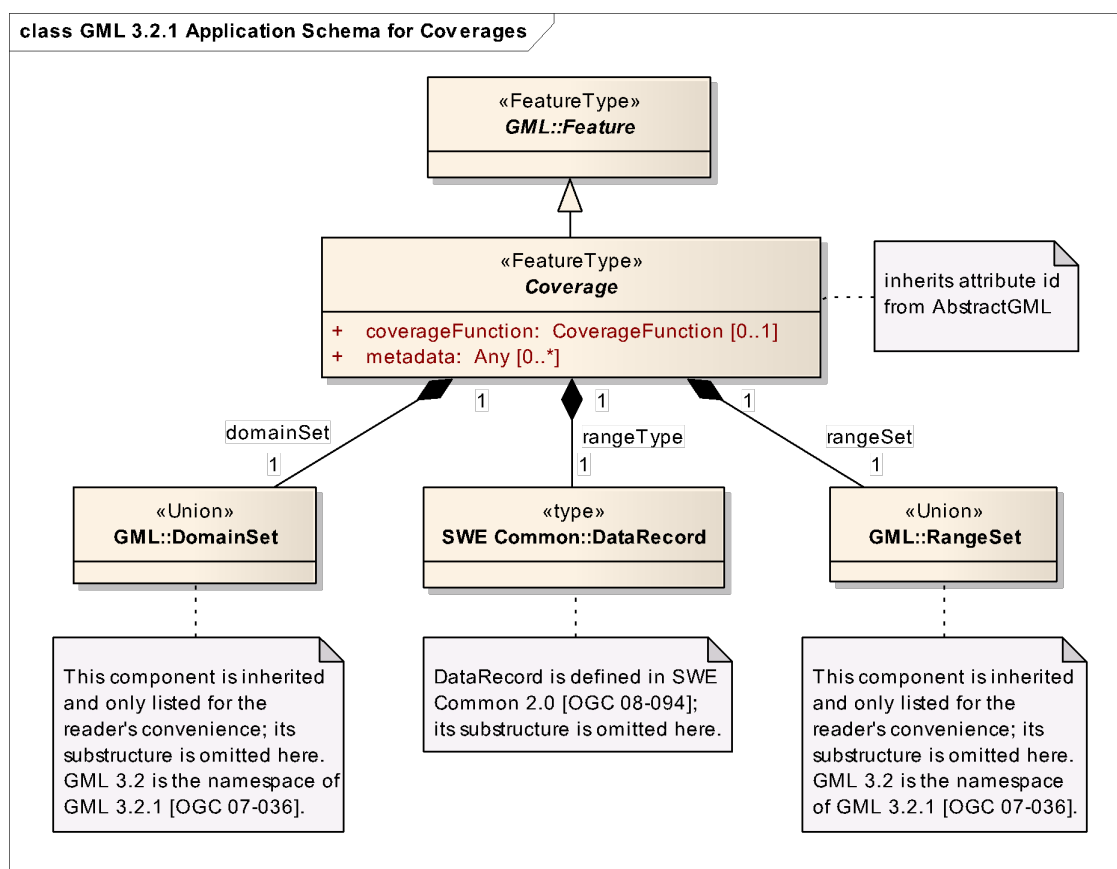 class GML 3.2.1 Application Schema for Coverages
«FeatureType»
GML::Feature
«FeatureType»
Coverage
+ coverageFunction: CoverageFunction [0..1]
+ metadata: Any [0..*]
inherits attribute id
from AbstractGML
1
1
1
domainSet
1
rangeType
1
rangeSet
1
«Union»
GML::DomainSet
«type»
SWE Common::DataRecord
«Union»
GML::RangeSet
This component is inherited
and only listed for the
reader's convenience; its
substructure is omitted here.
GML 3.2 is the namespace of
GML 3.2.1 [OGC 07-036].
DataRecord is defined in SWE
Common 2.0 [OGC 08-094];
its substructure is omitted here.
This component is inherited
and only listed for the
reader's convenience; its
substructure is omitted here.
GML 3.2 is the namespace
of GML 3.2.1 [OGC 07-036].